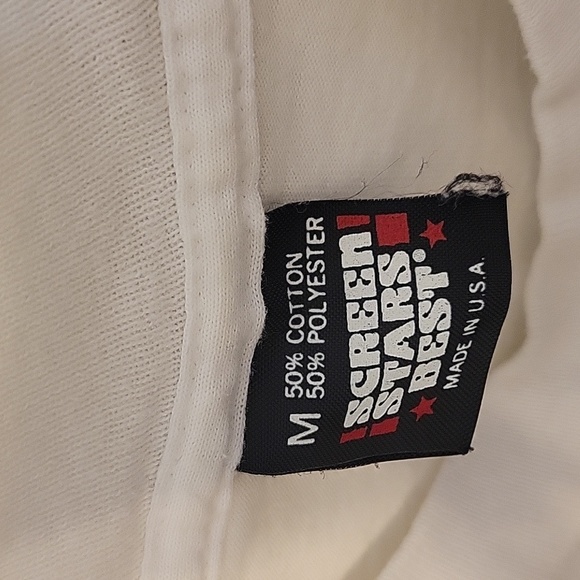 M 50% COTTON
50% POLYESTER
SCREEN
STARS
BEST.
MADE IN U.S.A.